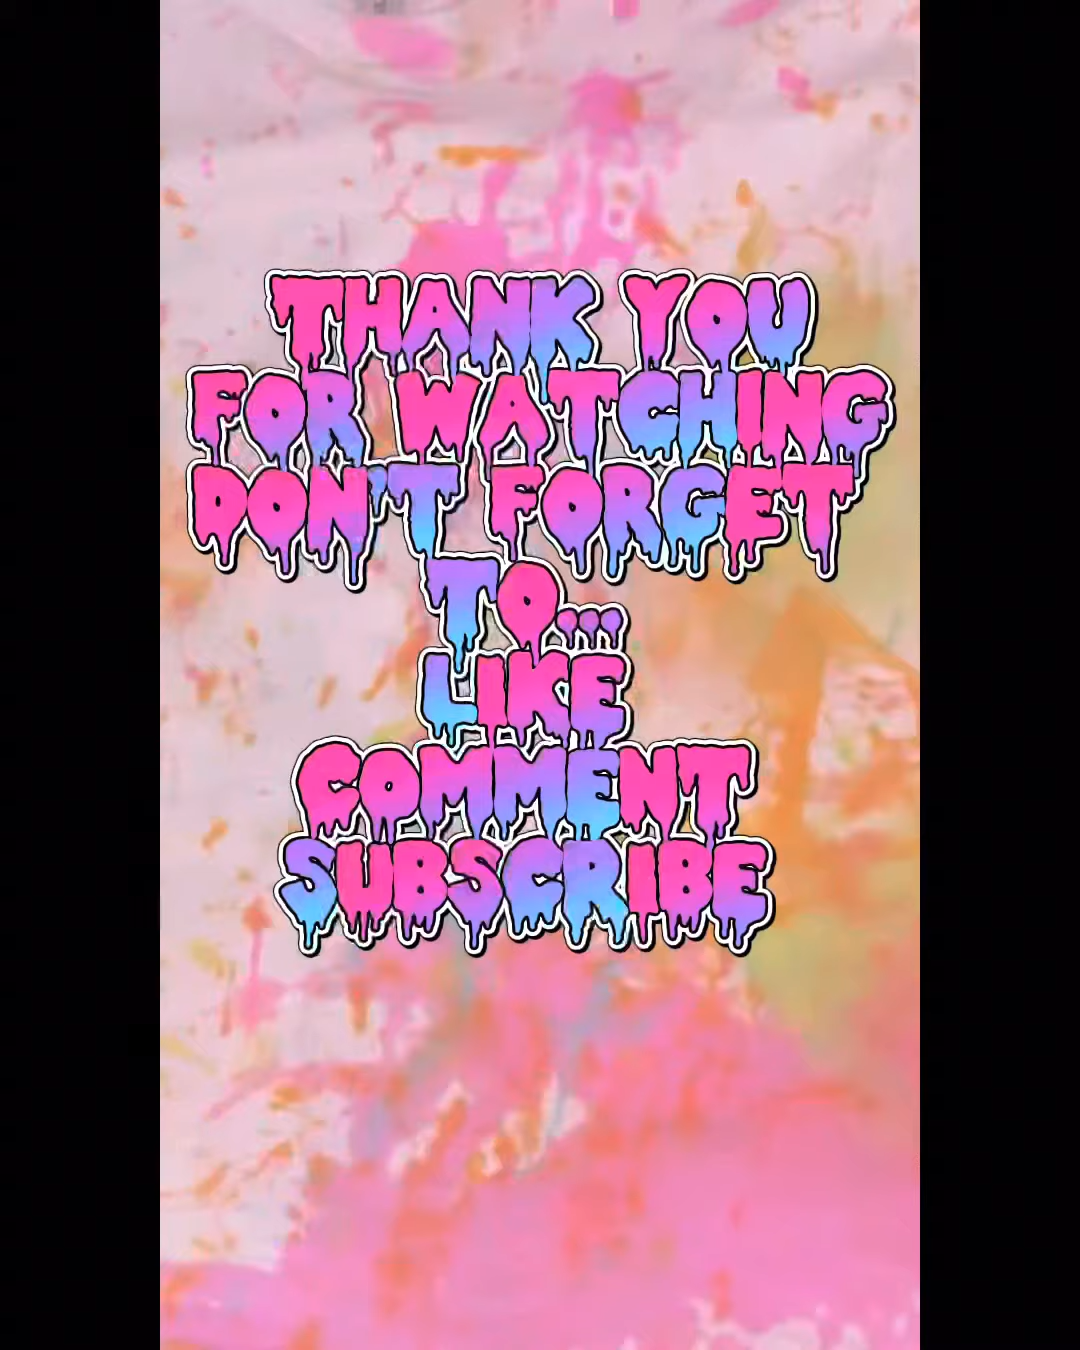 THANK YOU
FOR WATCHING
DON'T FORGET
TO...
LIKE
COMMENT
SUBSCRIBE